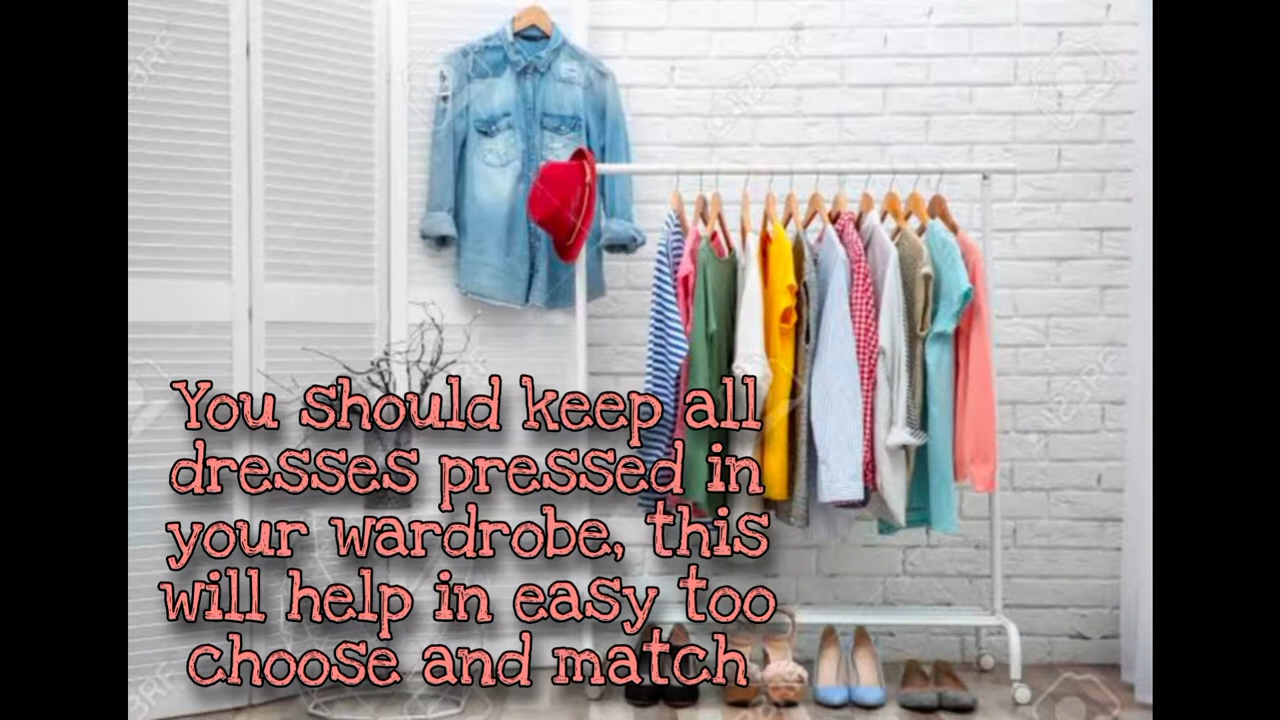 You should keep all
dresses pressed in
your wardrobe, this
will help in easy too
choose and match